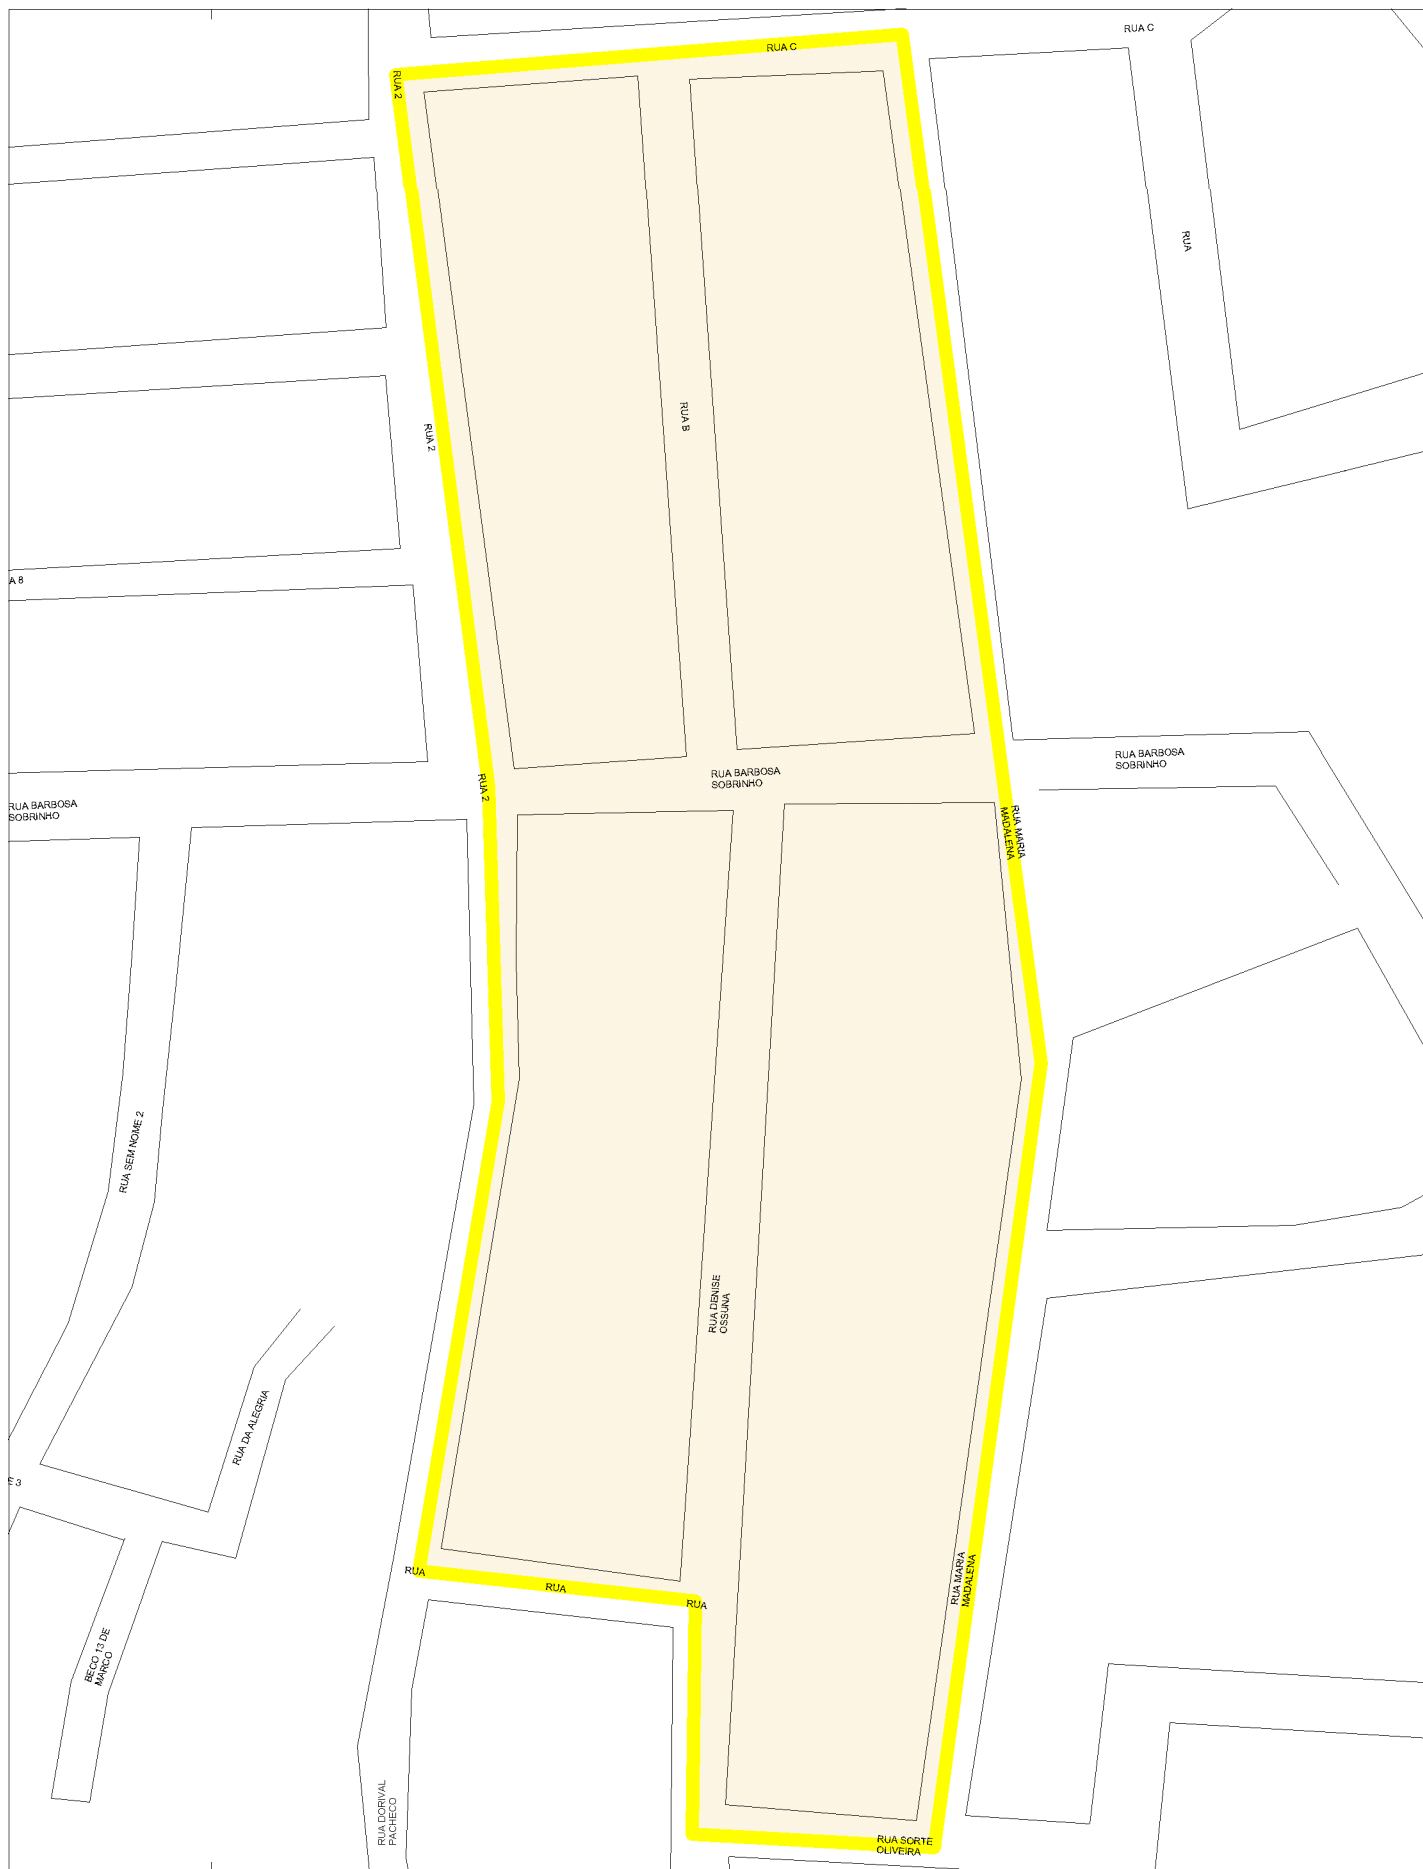 RUA C
RUA C
RUA 2
RUA
RUA B
RUA 2
A 8
RUA BARBOSA
SOBRINHO
RUA BARBOSA
SOBRINHO
RUA 2
RUA BARBOSA
SOBRINHO
RUA MARIA
MADALENA
RUA SEM NOME 2
RUA DENISE
OSSUNA
RUA DA ALEGRIA
E 3
RUA
RUA
RUA
RUA MARIA
MADALENA
BECO 13 DE
MARCO
RUA DORIVAL
PACHECO
RUA SORTE
OLIVEIRA